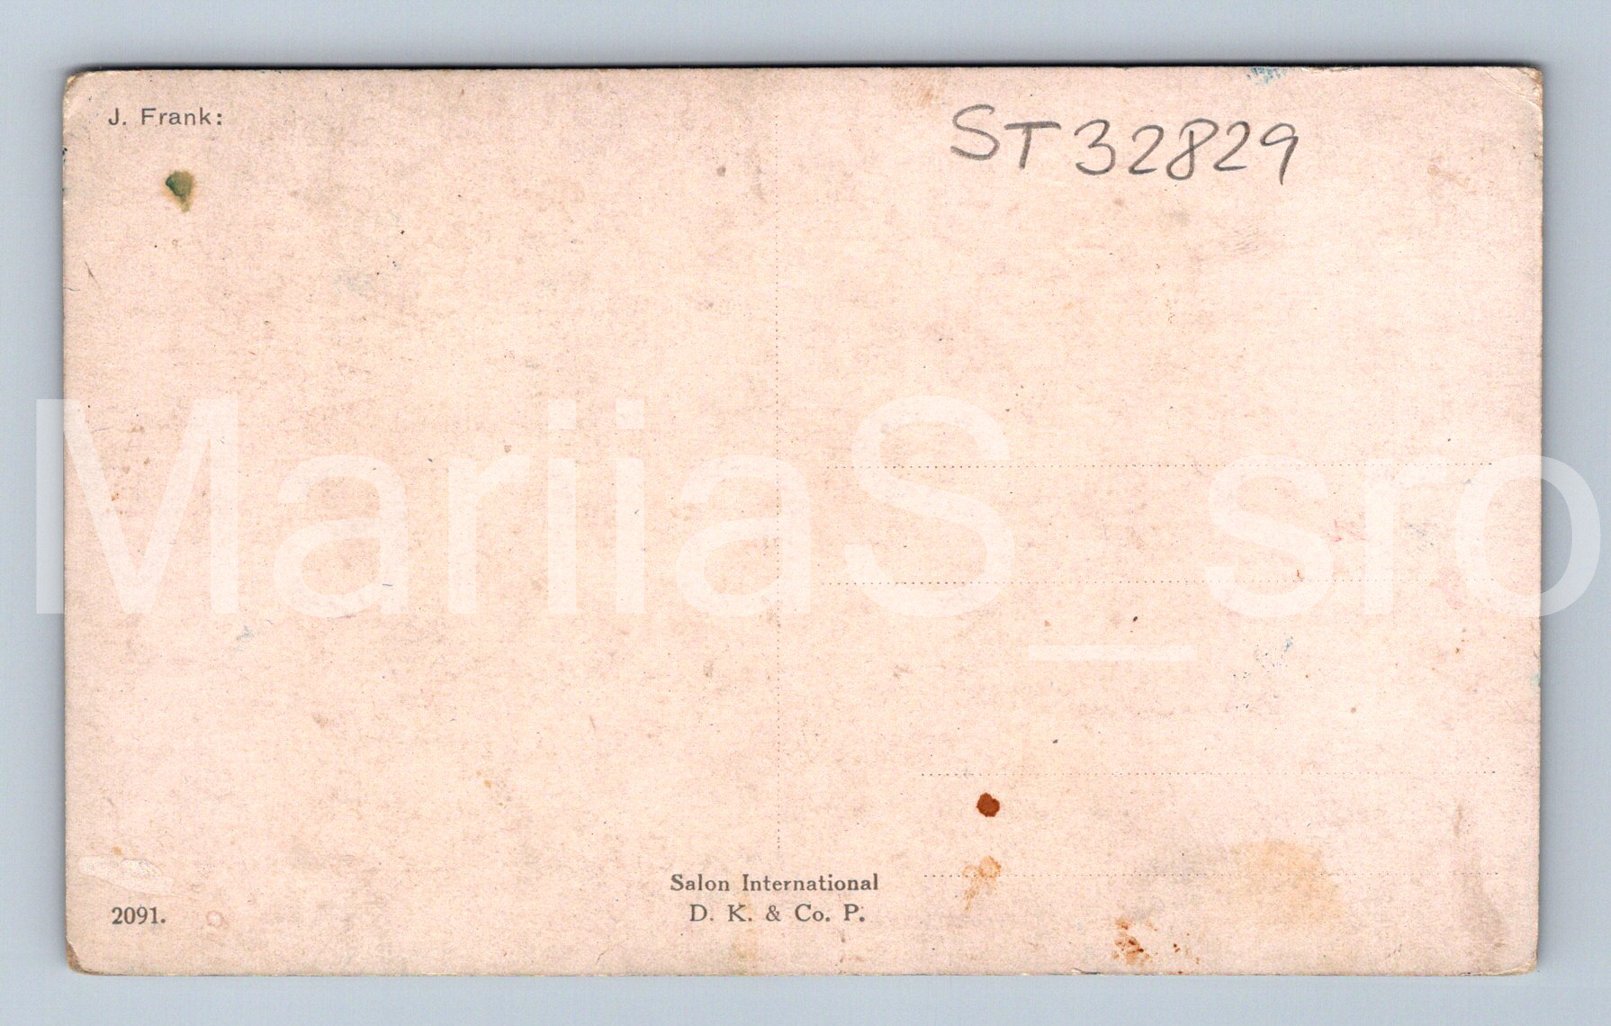 J. Frank:
ST32829
MariiaS_sro
Salon International
D. K. & Co. P.
2091.